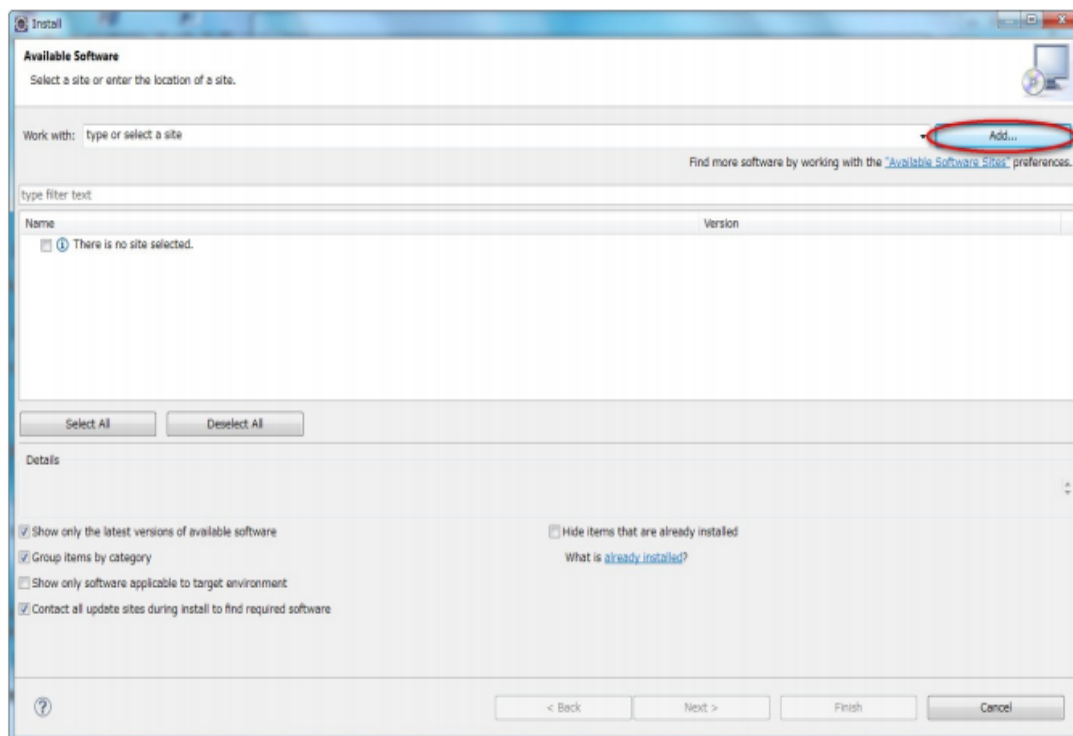 Install
Available Software
Select a site or enter the location of a site.
Work with: type or select a site
Add...
Find more software by working with the "Available Software Sites" preferences.
type filter text
Name Version
There is no site selected.
Select All Deselect All
Details
Show only the latest versions of available software
Hide items that are already installed
Group items by category
What is already installed?
Show only software applicable to target environment
Contact all update sites during install to find required software
< Back Next > Finish Cancel